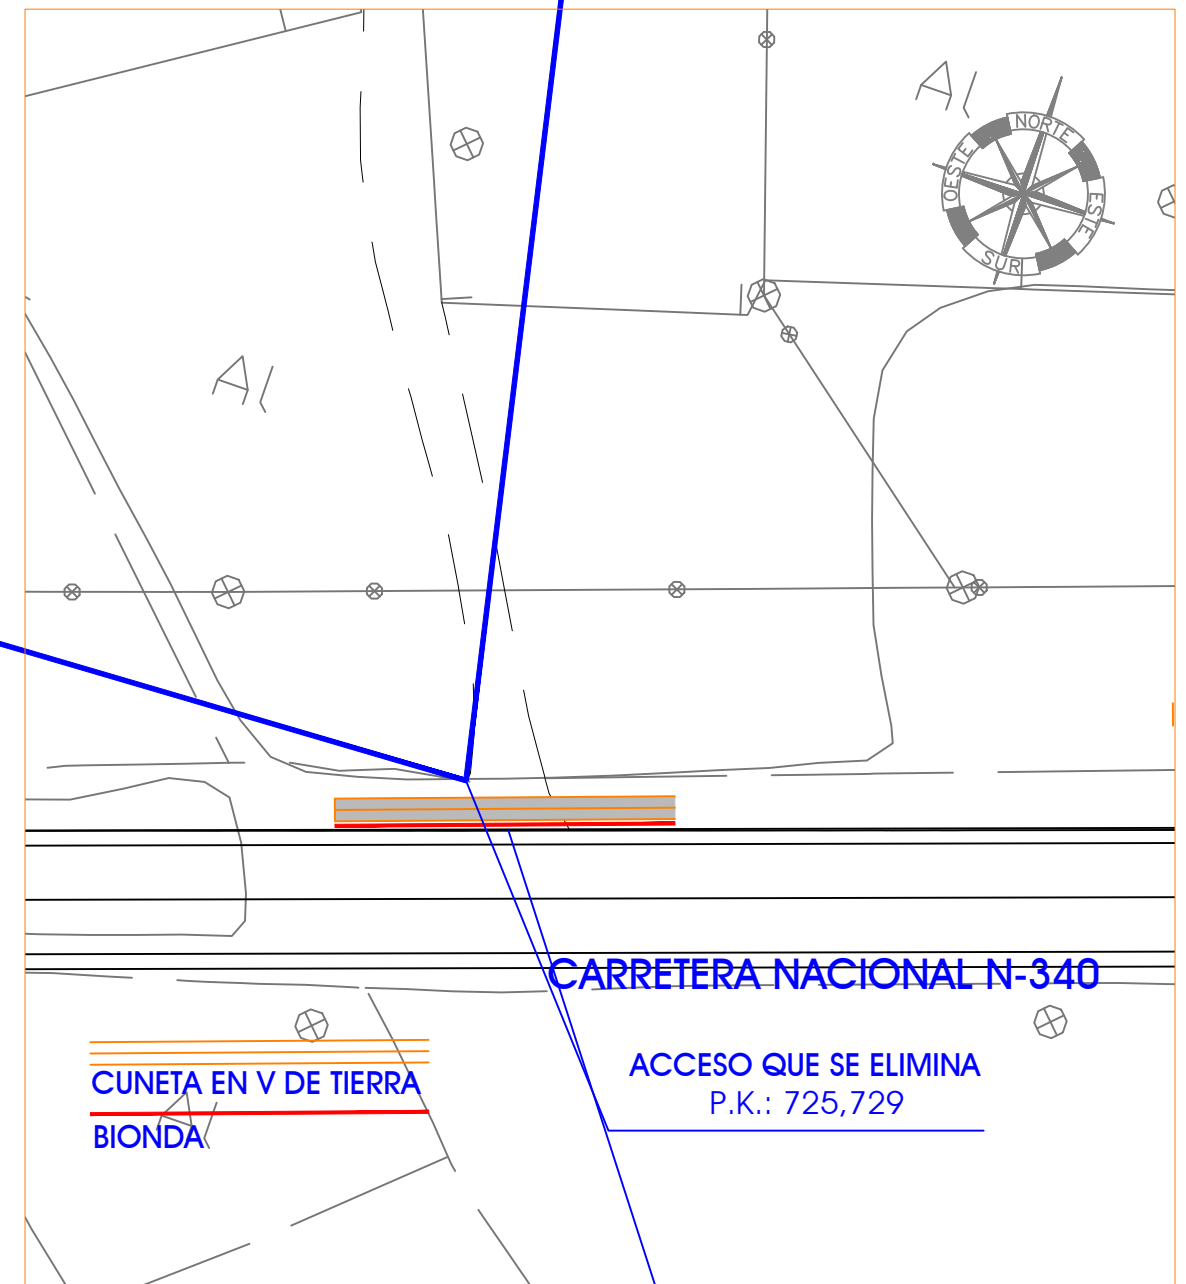 NORTE
OESTE
ESTE
SUR
CARRETERA NACIONAL N-340
ACCESO QUE SE ELIMINA
P.K.: 725,729
CUNETA EN V DE TIERRA
BIONDA